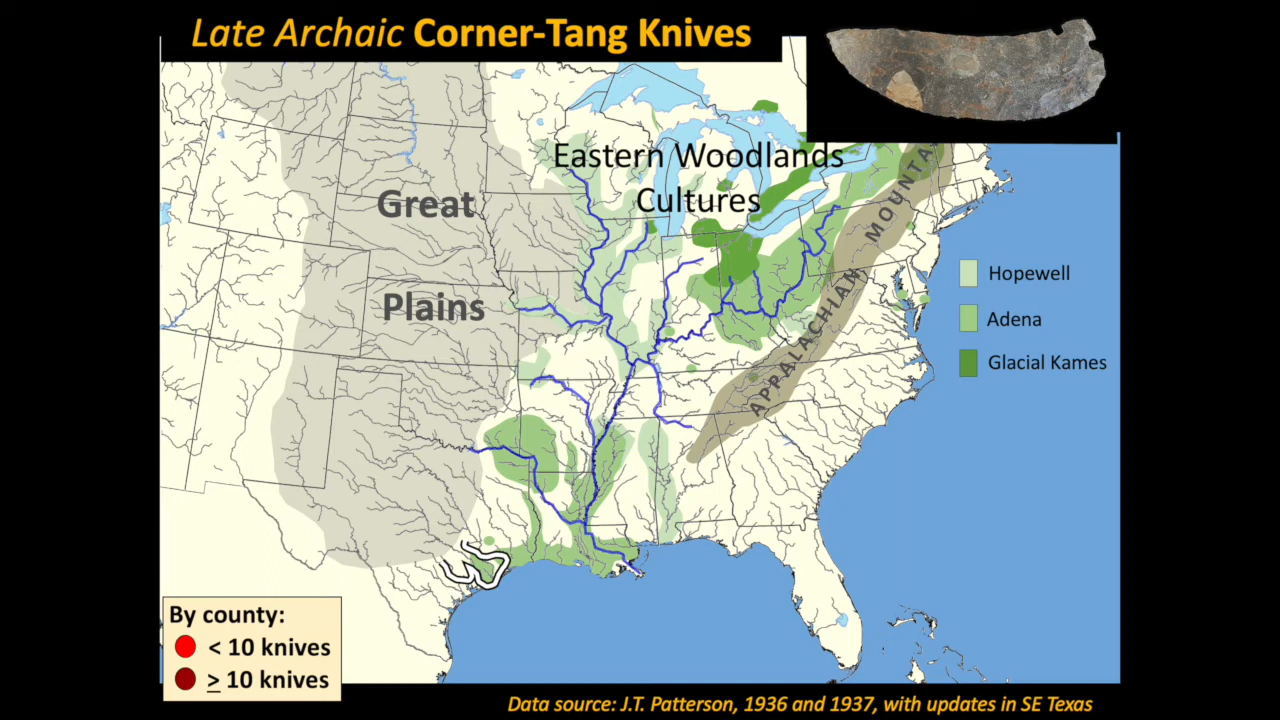 Late Archaic Corner-Tang Knives
Eastern Woodlands
Cultures
Great
Plains
APPALACHIAN MOUNTA
Hopewell
Adena
Glacial Kames
By county:
< 10 knives
≥ 10 knives
Data source: J.T. Patterson, 1936 and 1937, with updates in SE Texas